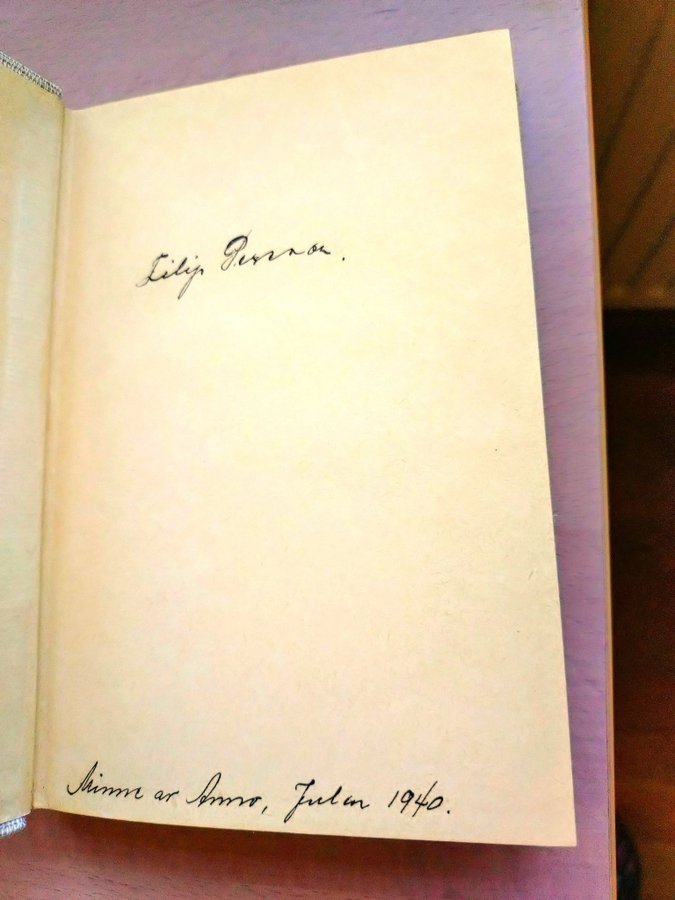 Filip Persson.
Minne av Anna, Julen 1940.